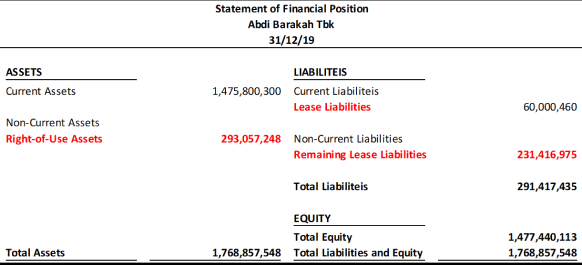 Statement of Financial Position
Abdi Barakah Tbk
31/12/19
ASSETS LIABILITEIS
Current Assets 1,475,800,300 Current Liabiliteis
Lease Liabilities 60,000,460
Non-Current Assets
Right-of-Use Assets 293,057,248 Non-Current Liabilities
Remaining Lease Liabilities 231,416,975
Total Liabiliteis 291,417,435
EQUITY
Total Equity 1,477,440,113
Total Assets 1,768,857,548 Total Liabilities and Equity 1,768,857,548